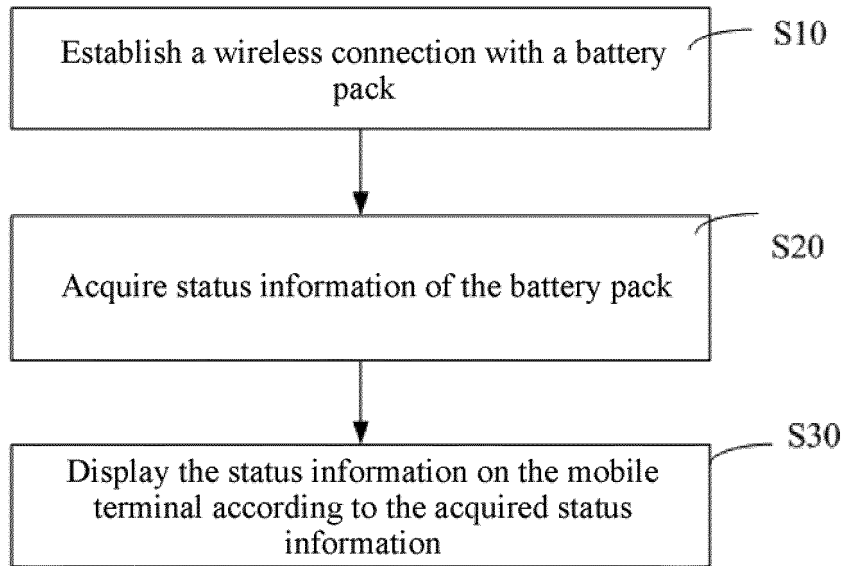 Establish a wireless connection with a battery
pack
S10
Acquire status information of the battery pack
S20
Display the status information on the mobile
terminal according to the acquired status
information
S30